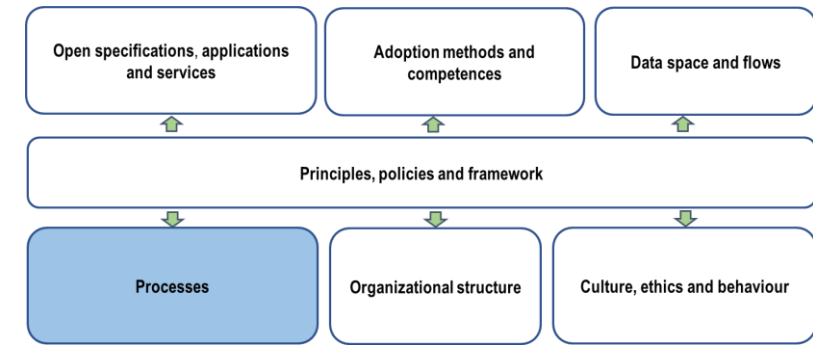 Open specifications, applications
and services
Adoption methods and
competences
Data space and flows
Principles, policies and framework
Processes
Organizational structure
Culture, ethics and behaviour